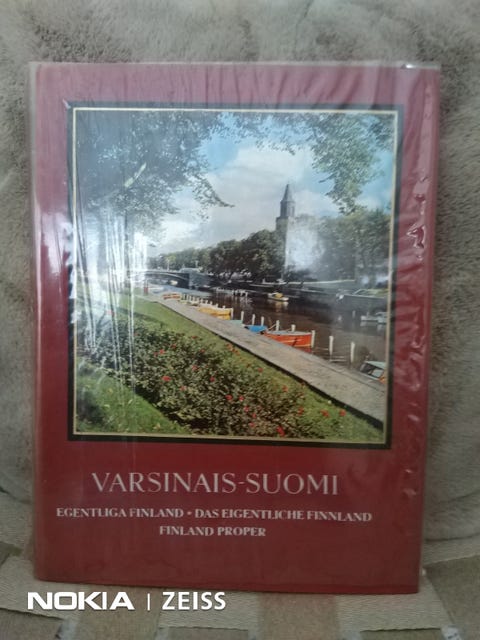 VARSINAIS-SUOMI
EGENTLIGA FINLAND • DAS EIGENTLICHE FINNLAND
FINLAND PROPER
NOKIA | ZEISS